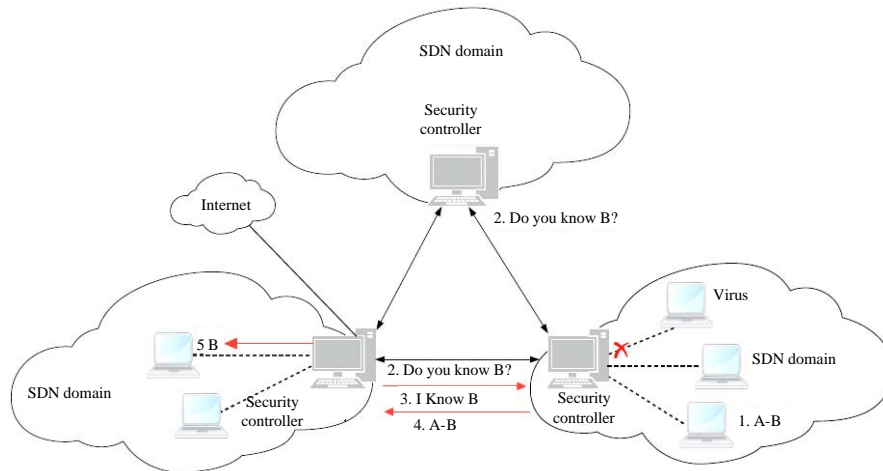 SDN domain
Security
controller
Internet
2. Do you know B?
Virus
5 B
SDN domain
2. Do you know B?
SDN domain
Security
controller
3. I Know B
Security
controller
4. A-B
1. A-B